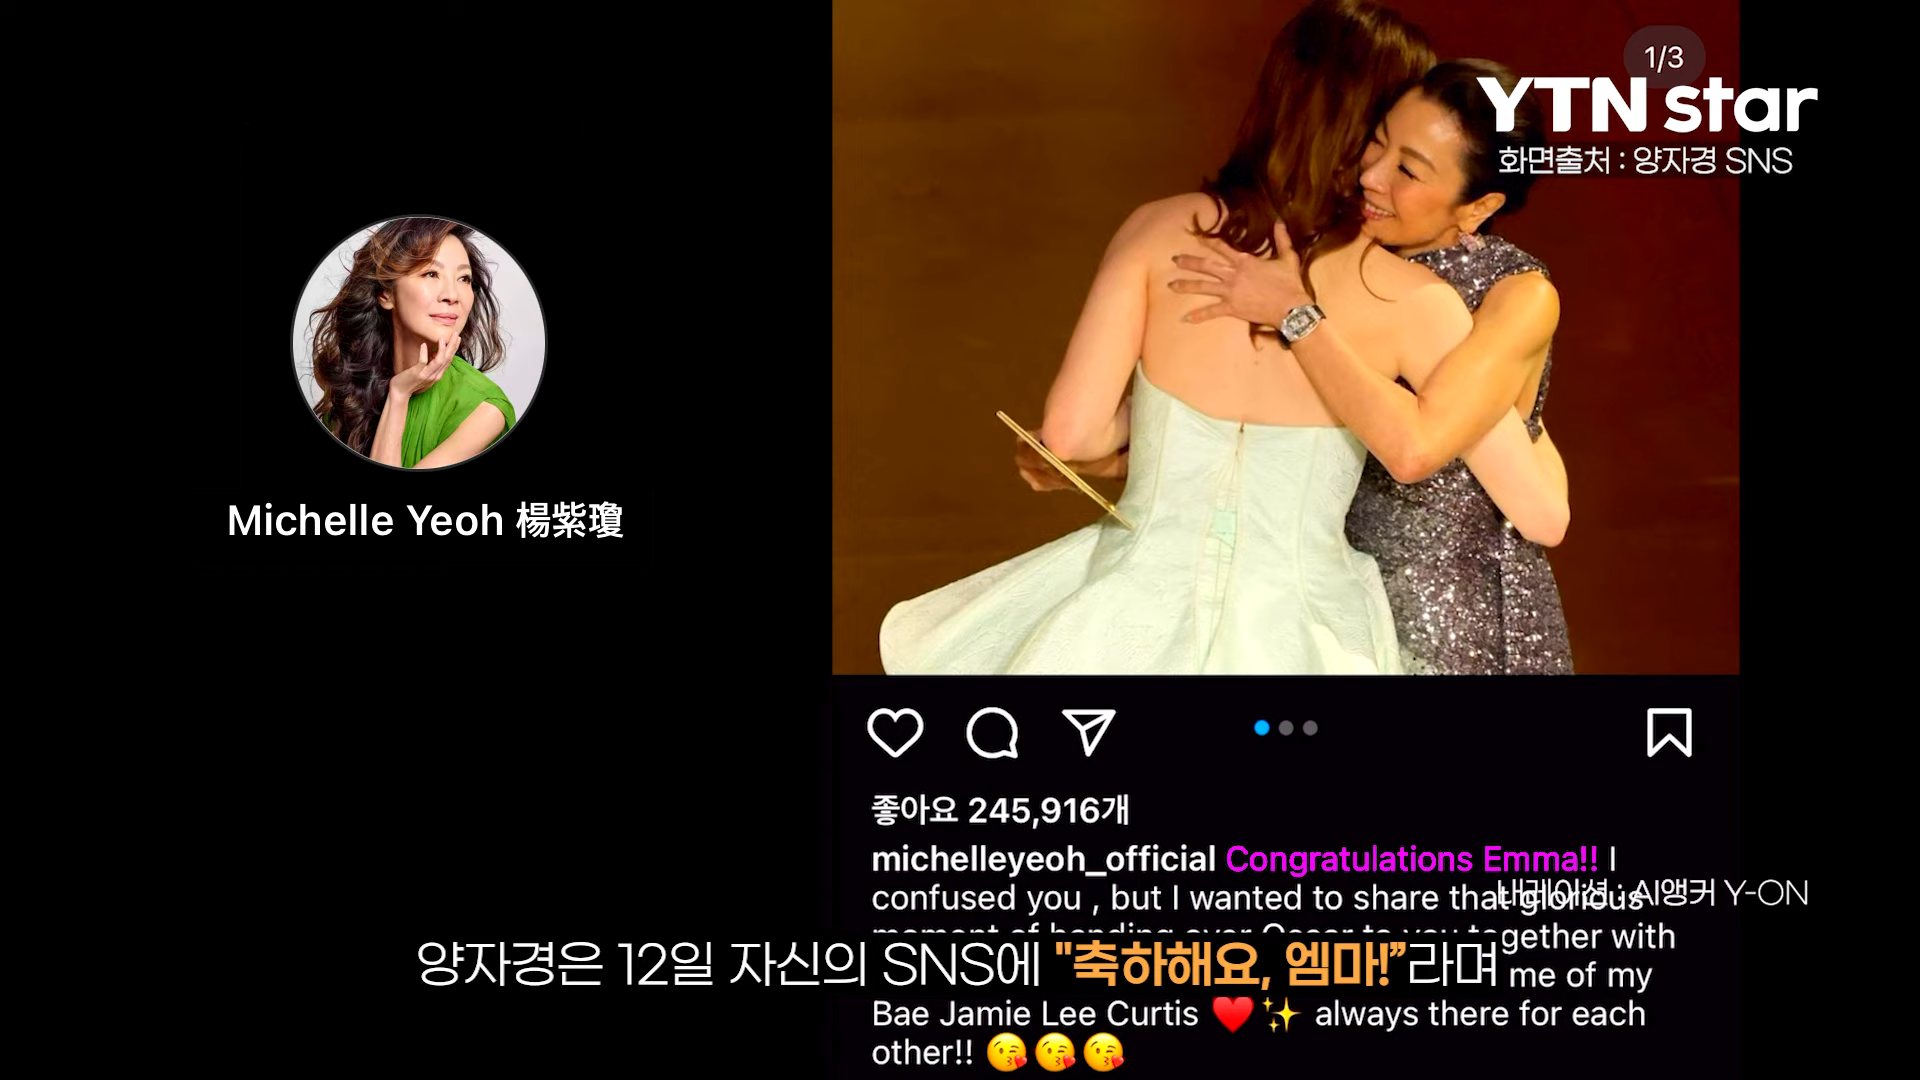 1/3
YTN star
화면출처 : 양자경 SNS
Michelle Yeoh 楊紫瓊
좋아요 245,916개
michelleyeoh_official Congratulations Emma!! I
confused you , but I wanted to share that glorious
내레이션 : AI앵커 Y-ON
gether with
양자경은 12일 자신의 SNS에 "축하해요, 엠마!”라며
me of my
Bae Jamie Lee Curtis ❤️✨ always there for each
other!! 😘😘😘